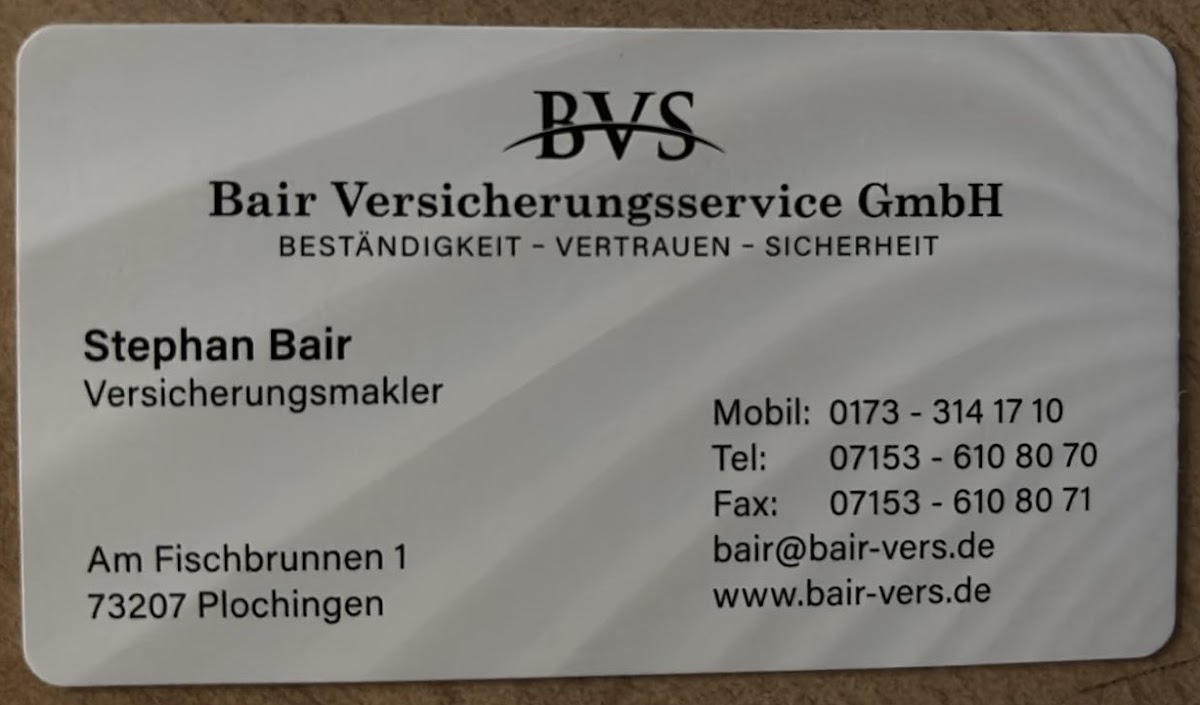 BVS
Bair Versicherungsservice GmbH
BESTÄNDIGKEIT - VERTRAUEN - SICHERHEIT
Stephan Bair
Versicherungsmakler
Am Fischbrunnen 1
73207 Plochingen
Mobil: 0173 - 314 17 10
Tel: 07153 - 610 80 70
Fax: 07153 - 610 80 71
bair@bair-vers.de
www.bair-vers.de